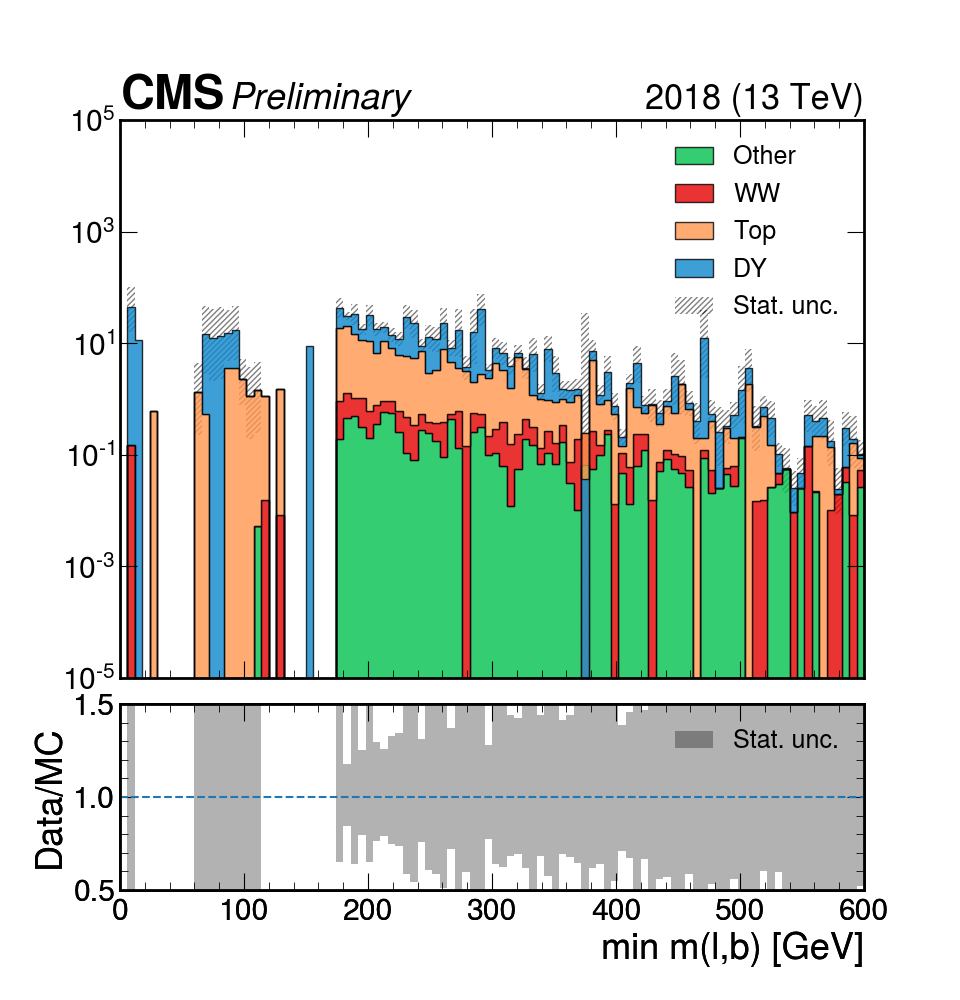 CMS Preliminary 2018 (13 TeV)
10^5
Other
WW
10^3
Top
DY
Stat. unc.
10^1
10^-1
10^-3
10^-5
1.5
Stat. unc.
1.0
Data/MC
0.5
0 100 200 300 400 500 600
min m(l,b) [GeV]